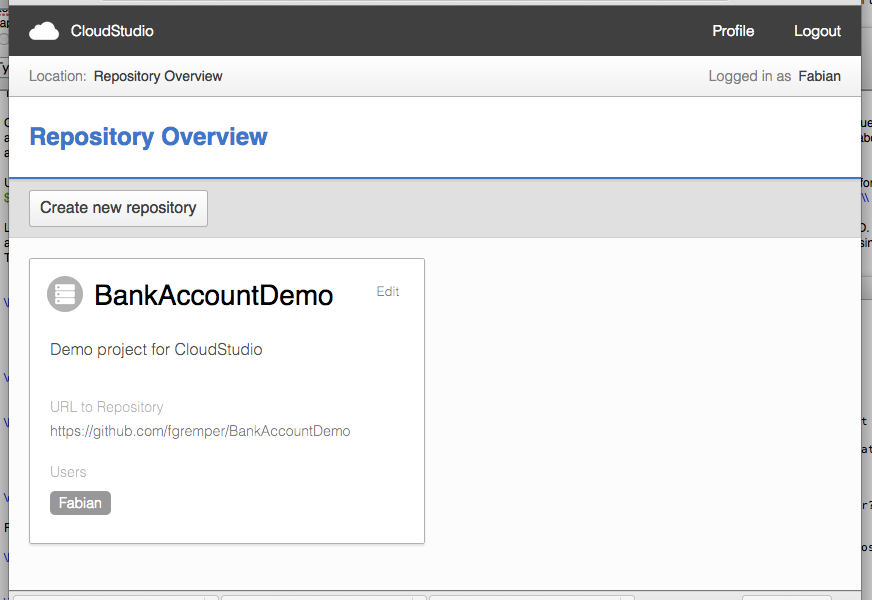 CloudStudio Profile Logout
Location: Repository Overview Logged in as Fabian
Repository Overview
Create new repository
BankAccountDemo Edit
Demo project for CloudStudio
URL to Repository
https://github.com/fgremper/BankAccountDemo
Users
Fabian